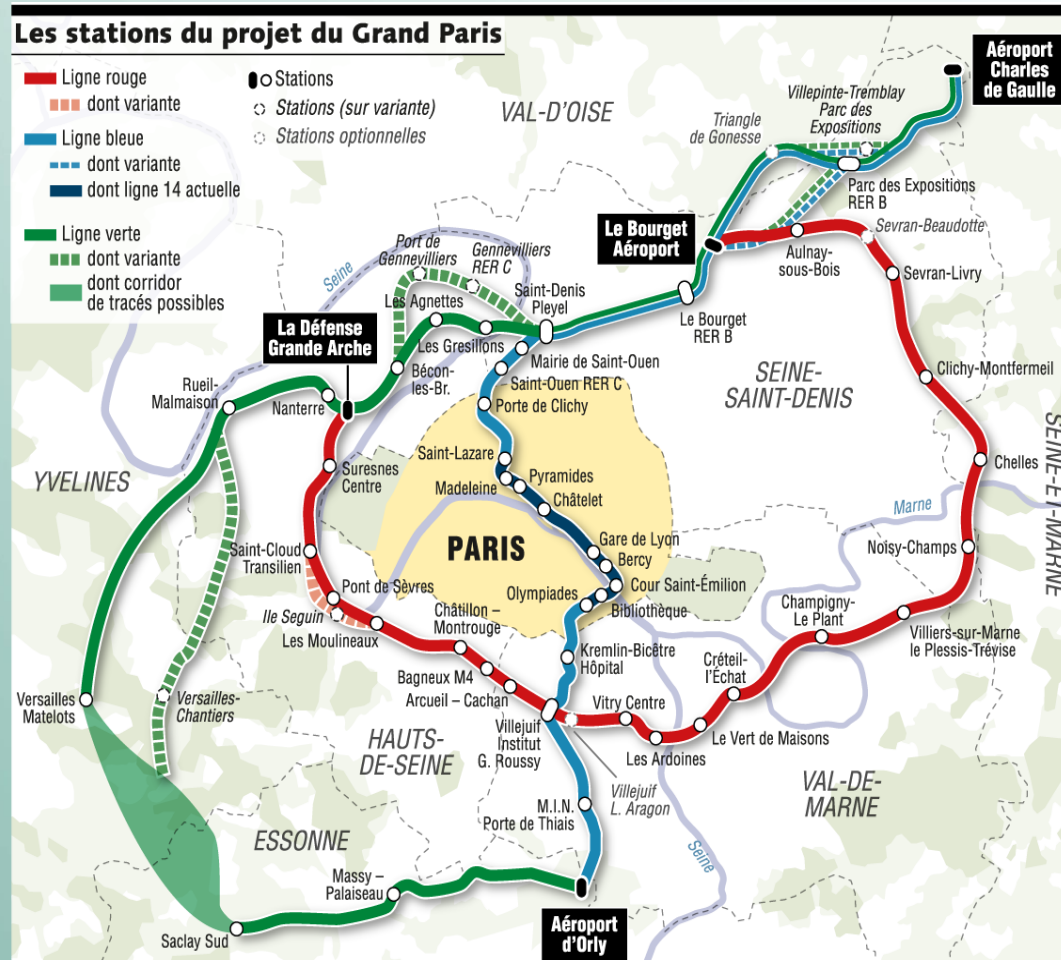 Les stations du projet du Grand Paris
Ligne rouge
dont variante
Ligne bleue
dont variante
dont ligne 14 actuelle
Ligne verte
dont variante
dont corridor
de tracés possibles
Stations
Stations (sur variante)
Stations optionnelles
VAL-D'OISE
Aéroport
Charles
de Gaulle
Villepinte-Tremblay
Parc des
Expositions
Triangle
de Gonesse
Parc des Expositions
RER B
Le Bourget
Aéroport
Sevran-Beaudotte
Aulnay-
sous-Bois
Sevran-Livry
Port de
Gennevilliers
Gennevilliers
RER C
Seine
Saint-Denis
Pleyel
Les Agnettes
Le Bourget
RER B
La Défense
Grande Arche
Les Gresillons
Mairie de Saint-Ouen
Bécon-
les-Br.
Saint-Ouen RER C
SEINE-
SAINT-DENIS
Clichy-Montfermeil
Rueil-
Malmaison
Nanterre
Porte de Clichy
SEINE-ET-MARNE
YVELINES
Suresnes
Centre
Saint-Lazare
Pyramides
Madeleine
Châtelet
Chelles
Marne
PARIS
Gare de Lyon
Bercy
Noisy-Champs
Saint-Cloud
Transilien
Cour Saint-Émilion
Olympiades
Bibliothèque
Pont de Sèvres
Ile Seguin
Les Moulineaux
Châtillon –
Montrouge
Champigny-
Le Plant
Villiers-sur-Marne
le Plessis-Trévise
Kremlin-Bicêtre
Hôpital
Créteil-
l'Échat
Bagneux M4
Arcueil – Cachan
Vitry Centre
Versailles
Matelots
Versailles-
Chantiers
Villejuif
Institut
G. Roussy
Les Ardoines
Le Vert de Maisons
HAUTS-
DE-SEINE
Villejuif
L. Aragon
VAL-DE-
MARNE
M.I.N.
Porte de Thiais
ESSONNE
Seine
Massy –
Palaiseau
Saclay Sud
Aéroport
d'Orly